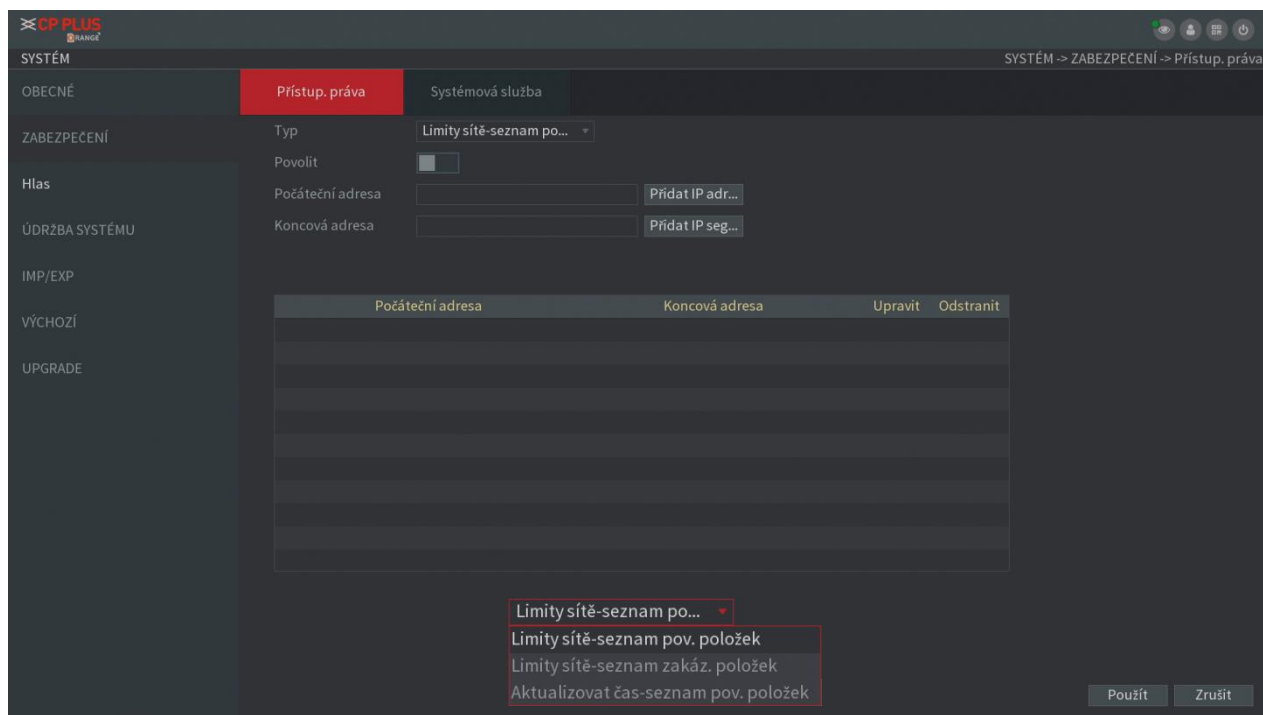 CP PLUS
ORANGE
SYSTÉM
SYSTÉM -> ZABEZPEČENÍ -> Přístup. práva
OBECNÉ
ZABEZPEČENÍ
Hlas
ÚDRŽBA SYSTÉMU
IMP/EXP
VÝCHOZÍ
UPGRADE
Přístup. práva
Systémová služba
Typ
Limity sítě-seznam po...
Povolit
Počáteční adresa
Přidat IP adr...
Koncová adresa
Přidat IP seg...
Počáteční adresa
Koncová adresa
Upravit
Odstranit
Limity sítě-seznam po...
Limity sítě-seznam pov. položek
Limity sítě-seznam zakáz. položek
Aktualizovat čas-seznam pov. položek
Použít
Zrušit